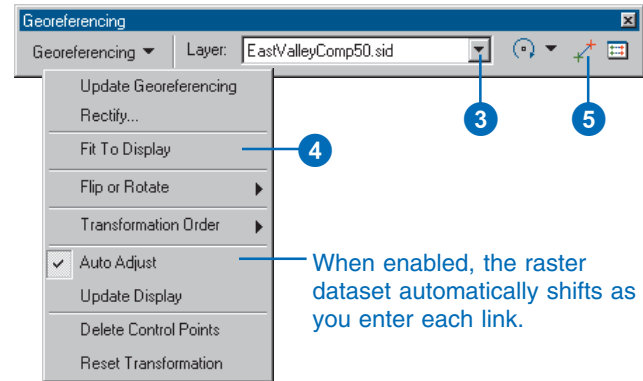 Georeferencing
Georeferencing Layer: EastValleyComp50.sid
3
5
Update Georeferencing
Rectify...
Fit To Display
4
Flip or Rotate
Transformation Order
Auto Adjust
Update Display
Delete Control Points
Reset Transformation
When enabled, the raster
dataset automatically shifts as
you enter each link.